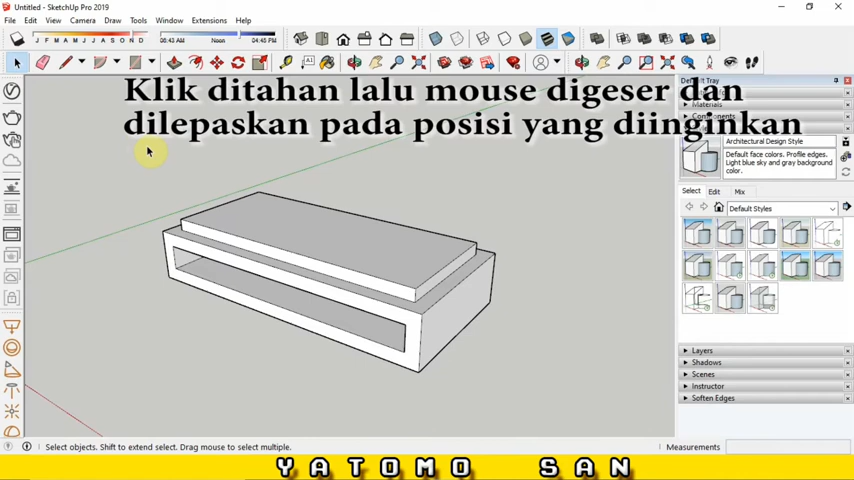 Untitled - SketchUp Pro 2019
File Edit View Camera Draw Tools Window Extensions Help
J F M A M J J A S O N D 06:43 AM Noon 04:45 PM
Klik ditahan lalu mouse digeser dan
dilepaskan pada posisi yang diinginkan
Default Tray
Materials
Architectural Design Style
Default face colors. Profile edges.
Light blue sky and gray background
color.
Select Edit Mix
Default Styles
Layers
Shadows
Scenes
Instructor
Soften Edges
Select objects. Shift to extend select. Drag mouse to select multiple.
Measurements
YATOMO SAN